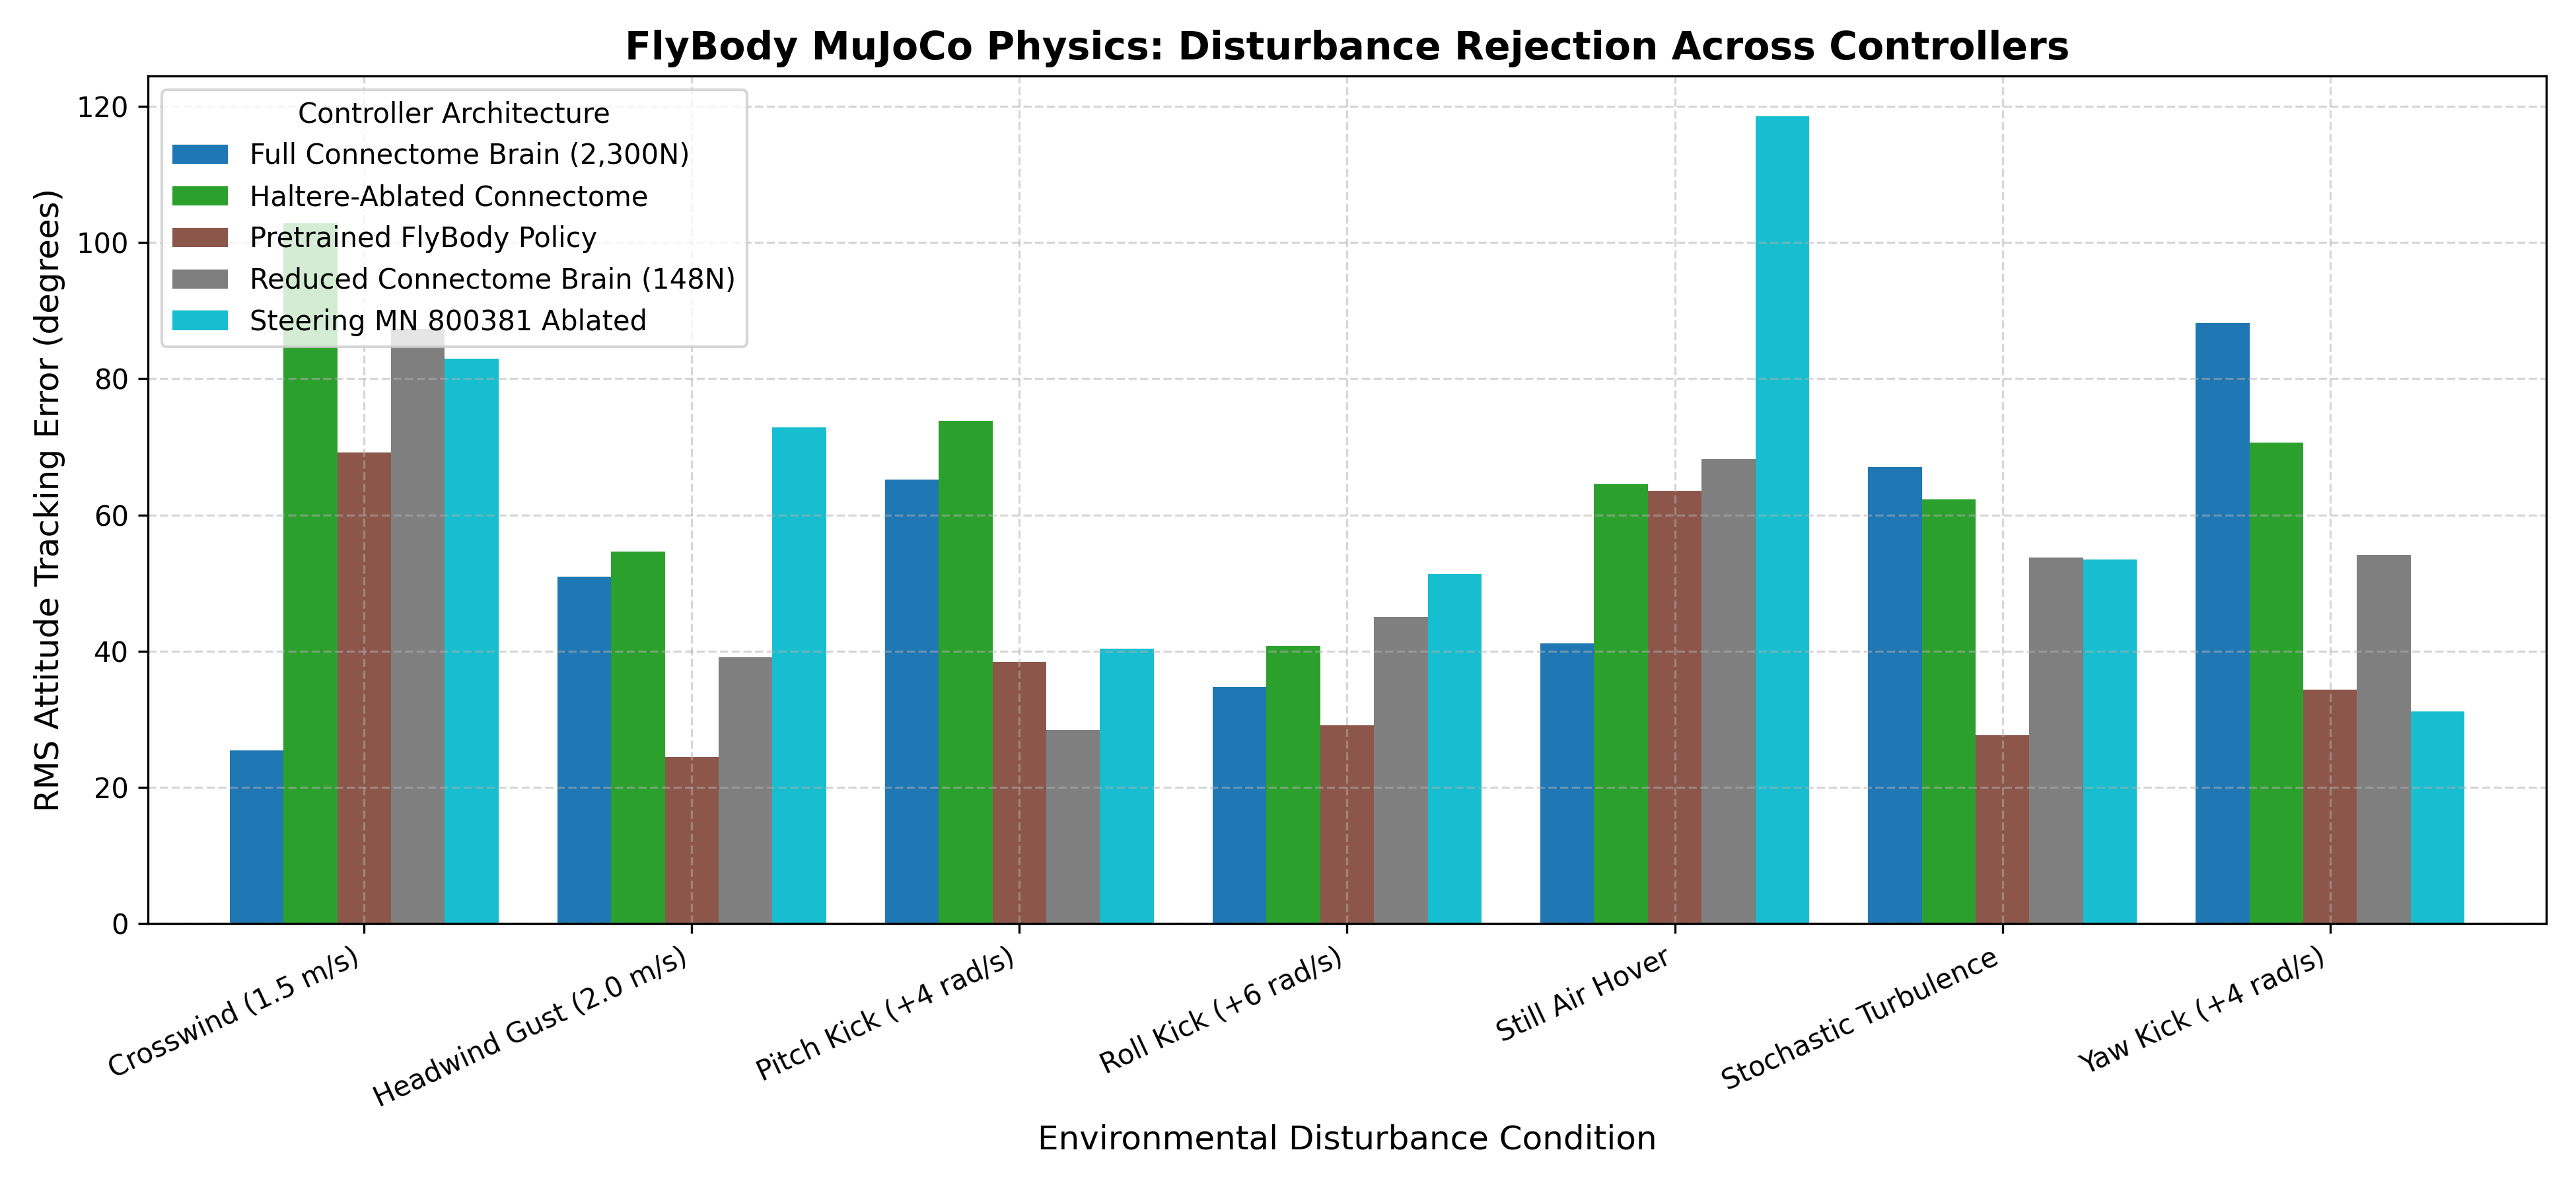 FlyBody MuJoCo Physics: Disturbance Rejection Across Controllers
RMS Attitude Tracking Error (degrees)
120
100
80
60
40
20
0
Controller Architecture
Full Connectome Brain (2,300N)
Haltere-Ablated Connectome
Pretrained FlyBody Policy
Reduced Connectome Brain (148N)
Steering MN 800381 Ablated
Crosswind (1.5 m/s)
Headwind Gust (2.0 m/s)
Pitch Kick (+4 rad/s)
Roll Kick (+6 rad/s)
Still Air Hover
Stochastic Turbulence
Yaw Kick (+4 rad/s)
Environmental Disturbance Condition